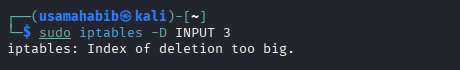 ┌──(usamahabib㉿kali)-[~]
└─$ sudo iptables -D INPUT 3
iptables: Index of deletion too big.